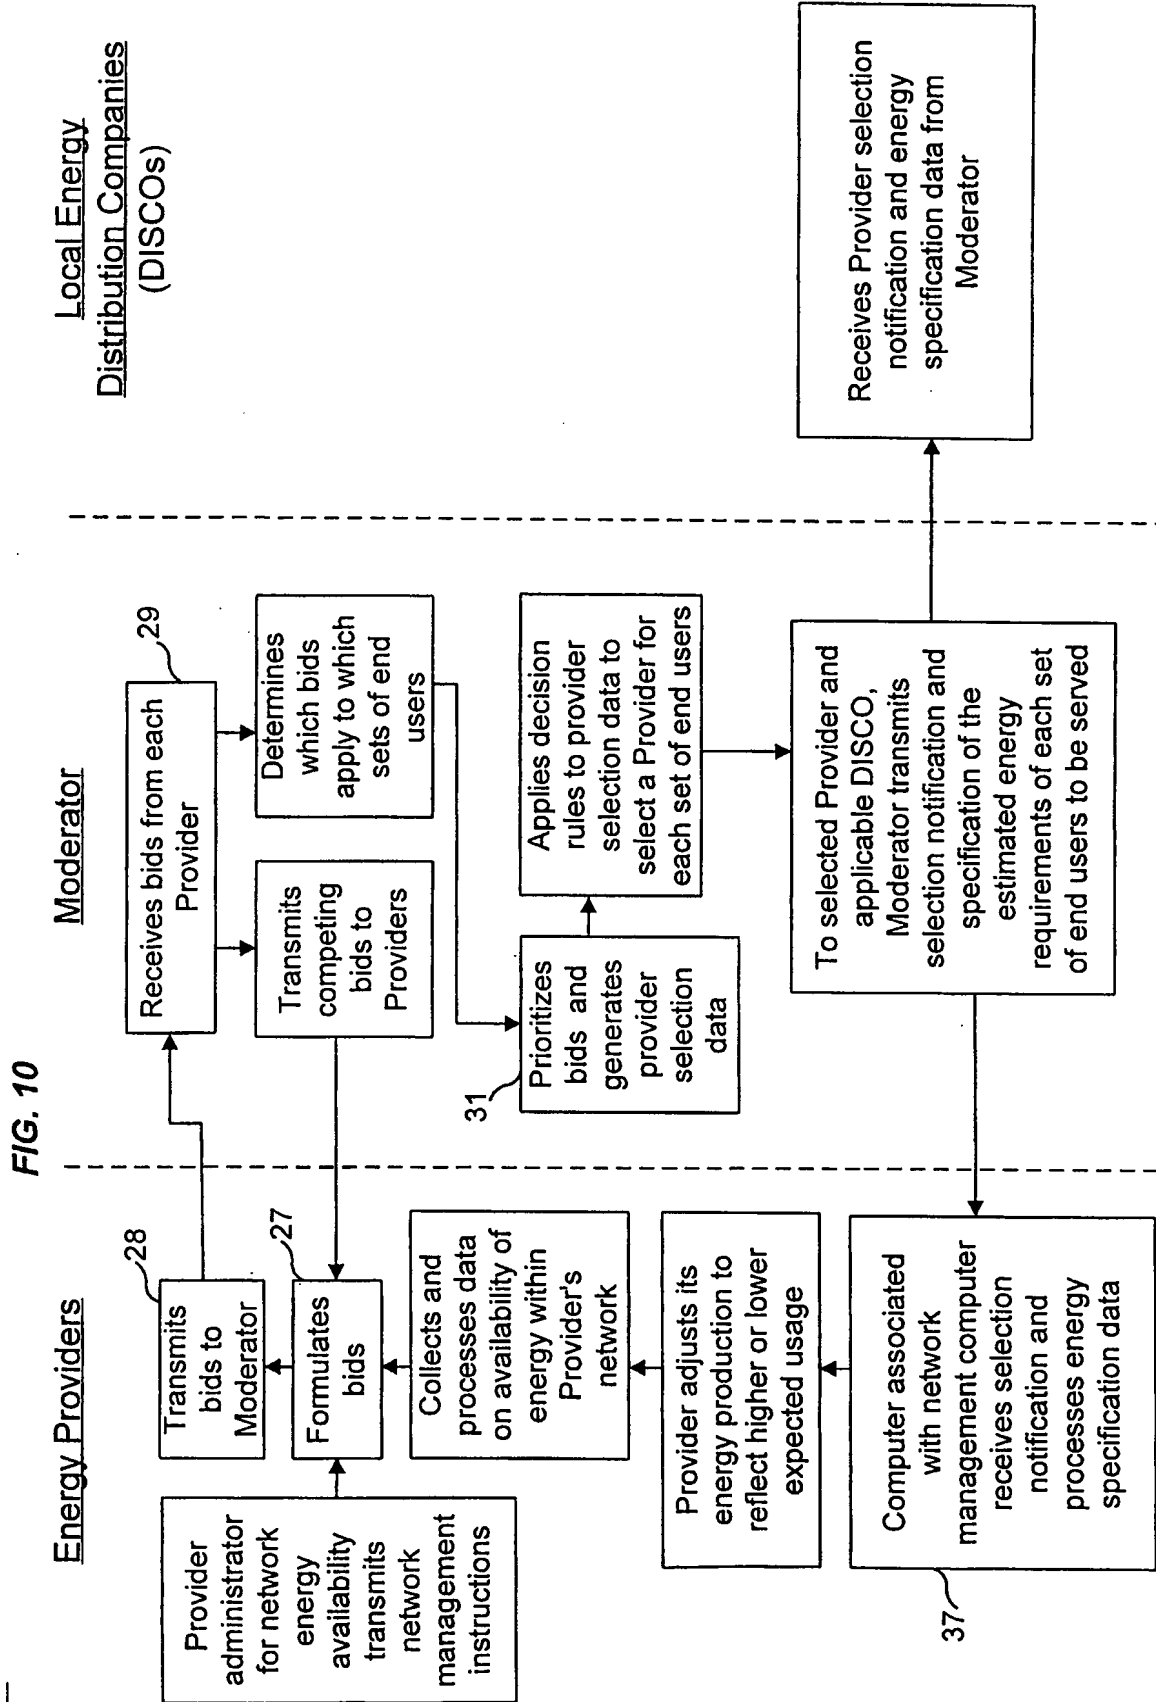 FIG. 10
Energy Providers
Moderator
Local Energy
Distribution Companies
(DISCOs)
Provider
administrator
for network
energy
availability
transmits
network
management
instructions
28
Transmits
bids to
Moderator
27
Formulates
bids
Collects and
processes data
on availability of
energy within
Provider's
network
Provider adjusts its
energy production to
reflect higher or lower
expected usage
Computer associated
with network
management computer
receives selection
notification and
processes energy
specification data
37
29
Receives bids from each
Provider
Transmits
competing
bids to
Providers
Determines
which bids
apply to which
sets of end
users
31
Prioritizes
bids and
generates
provider
selection
data
Applies decision
rules to provider
selection data to
select a Provider for
each set of end users
To selected Provider and
applicable DISCO,
Moderator transmits
selection notification and
specification of the
estimated energy
requirements of each set
of end users to be served
Receives Provider selection
notification and energy
specification data from
Moderator